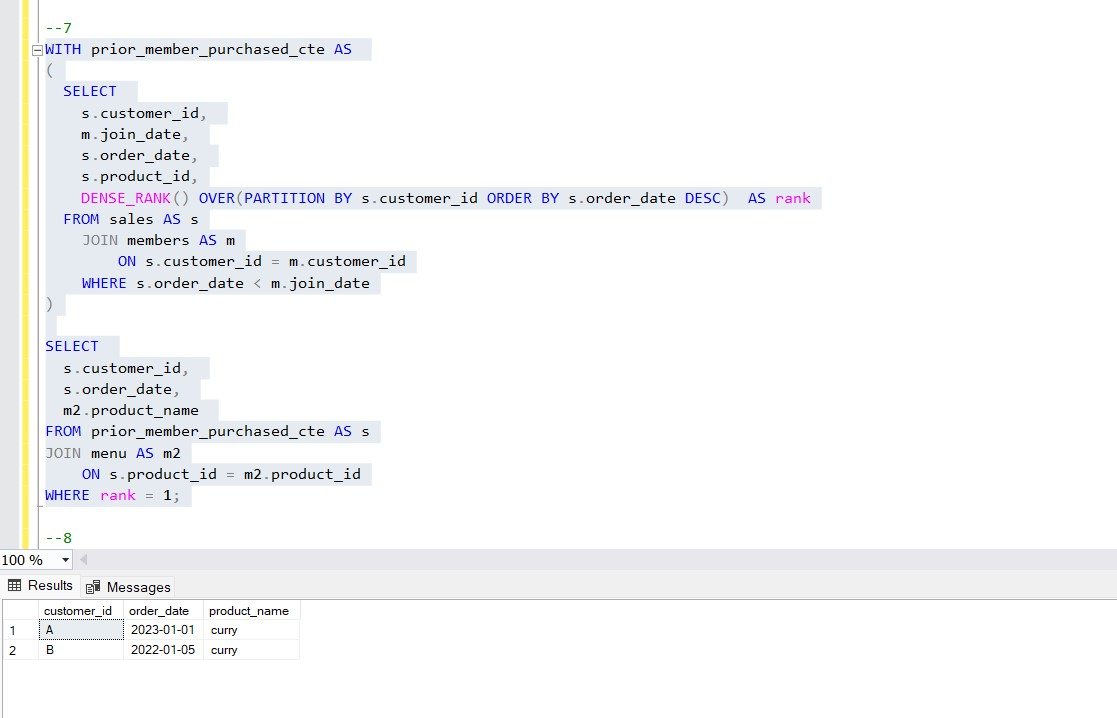 --7
WITH prior_member_purchased_cte AS
(
SELECT
s.customer_id,
m.join_date,
s.order_date,
s.product_id,
DENSE_RANK() OVER(PARTITION BY s.customer_id ORDER BY s.order_date DESC)  AS rank
FROM sales AS s
JOIN members AS m
ON s.customer_id = m.customer_id
WHERE s.order_date < m.join_date
)
SELECT
s.customer_id,
s.order_date,
m2.product_name
FROM prior_member_purchased_cte AS s
JOIN menu AS m2
ON s.product_id = m2.product_id
WHERE rank = 1;
--8
100 %
Results Messages
customer_id order_date product_name
1 A 2023-01-01 curry
2 B 2022-01-05 curry